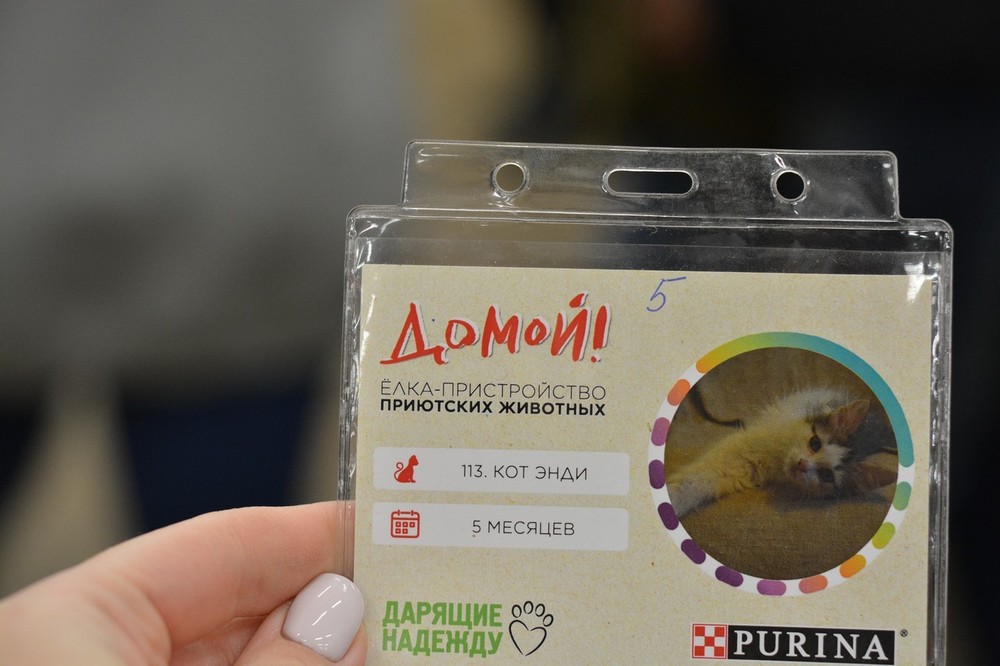 5
Домой!
ЁЛКА-ПРИСТРОЙСТВО
ПРИЮТСКИХ ЖИВОТНЫХ
113. КОТ ЭНДИ
5 МЕСЯЦЕВ
ДАРЯЩИЕ
НАДЕЖДУ
PURINA®